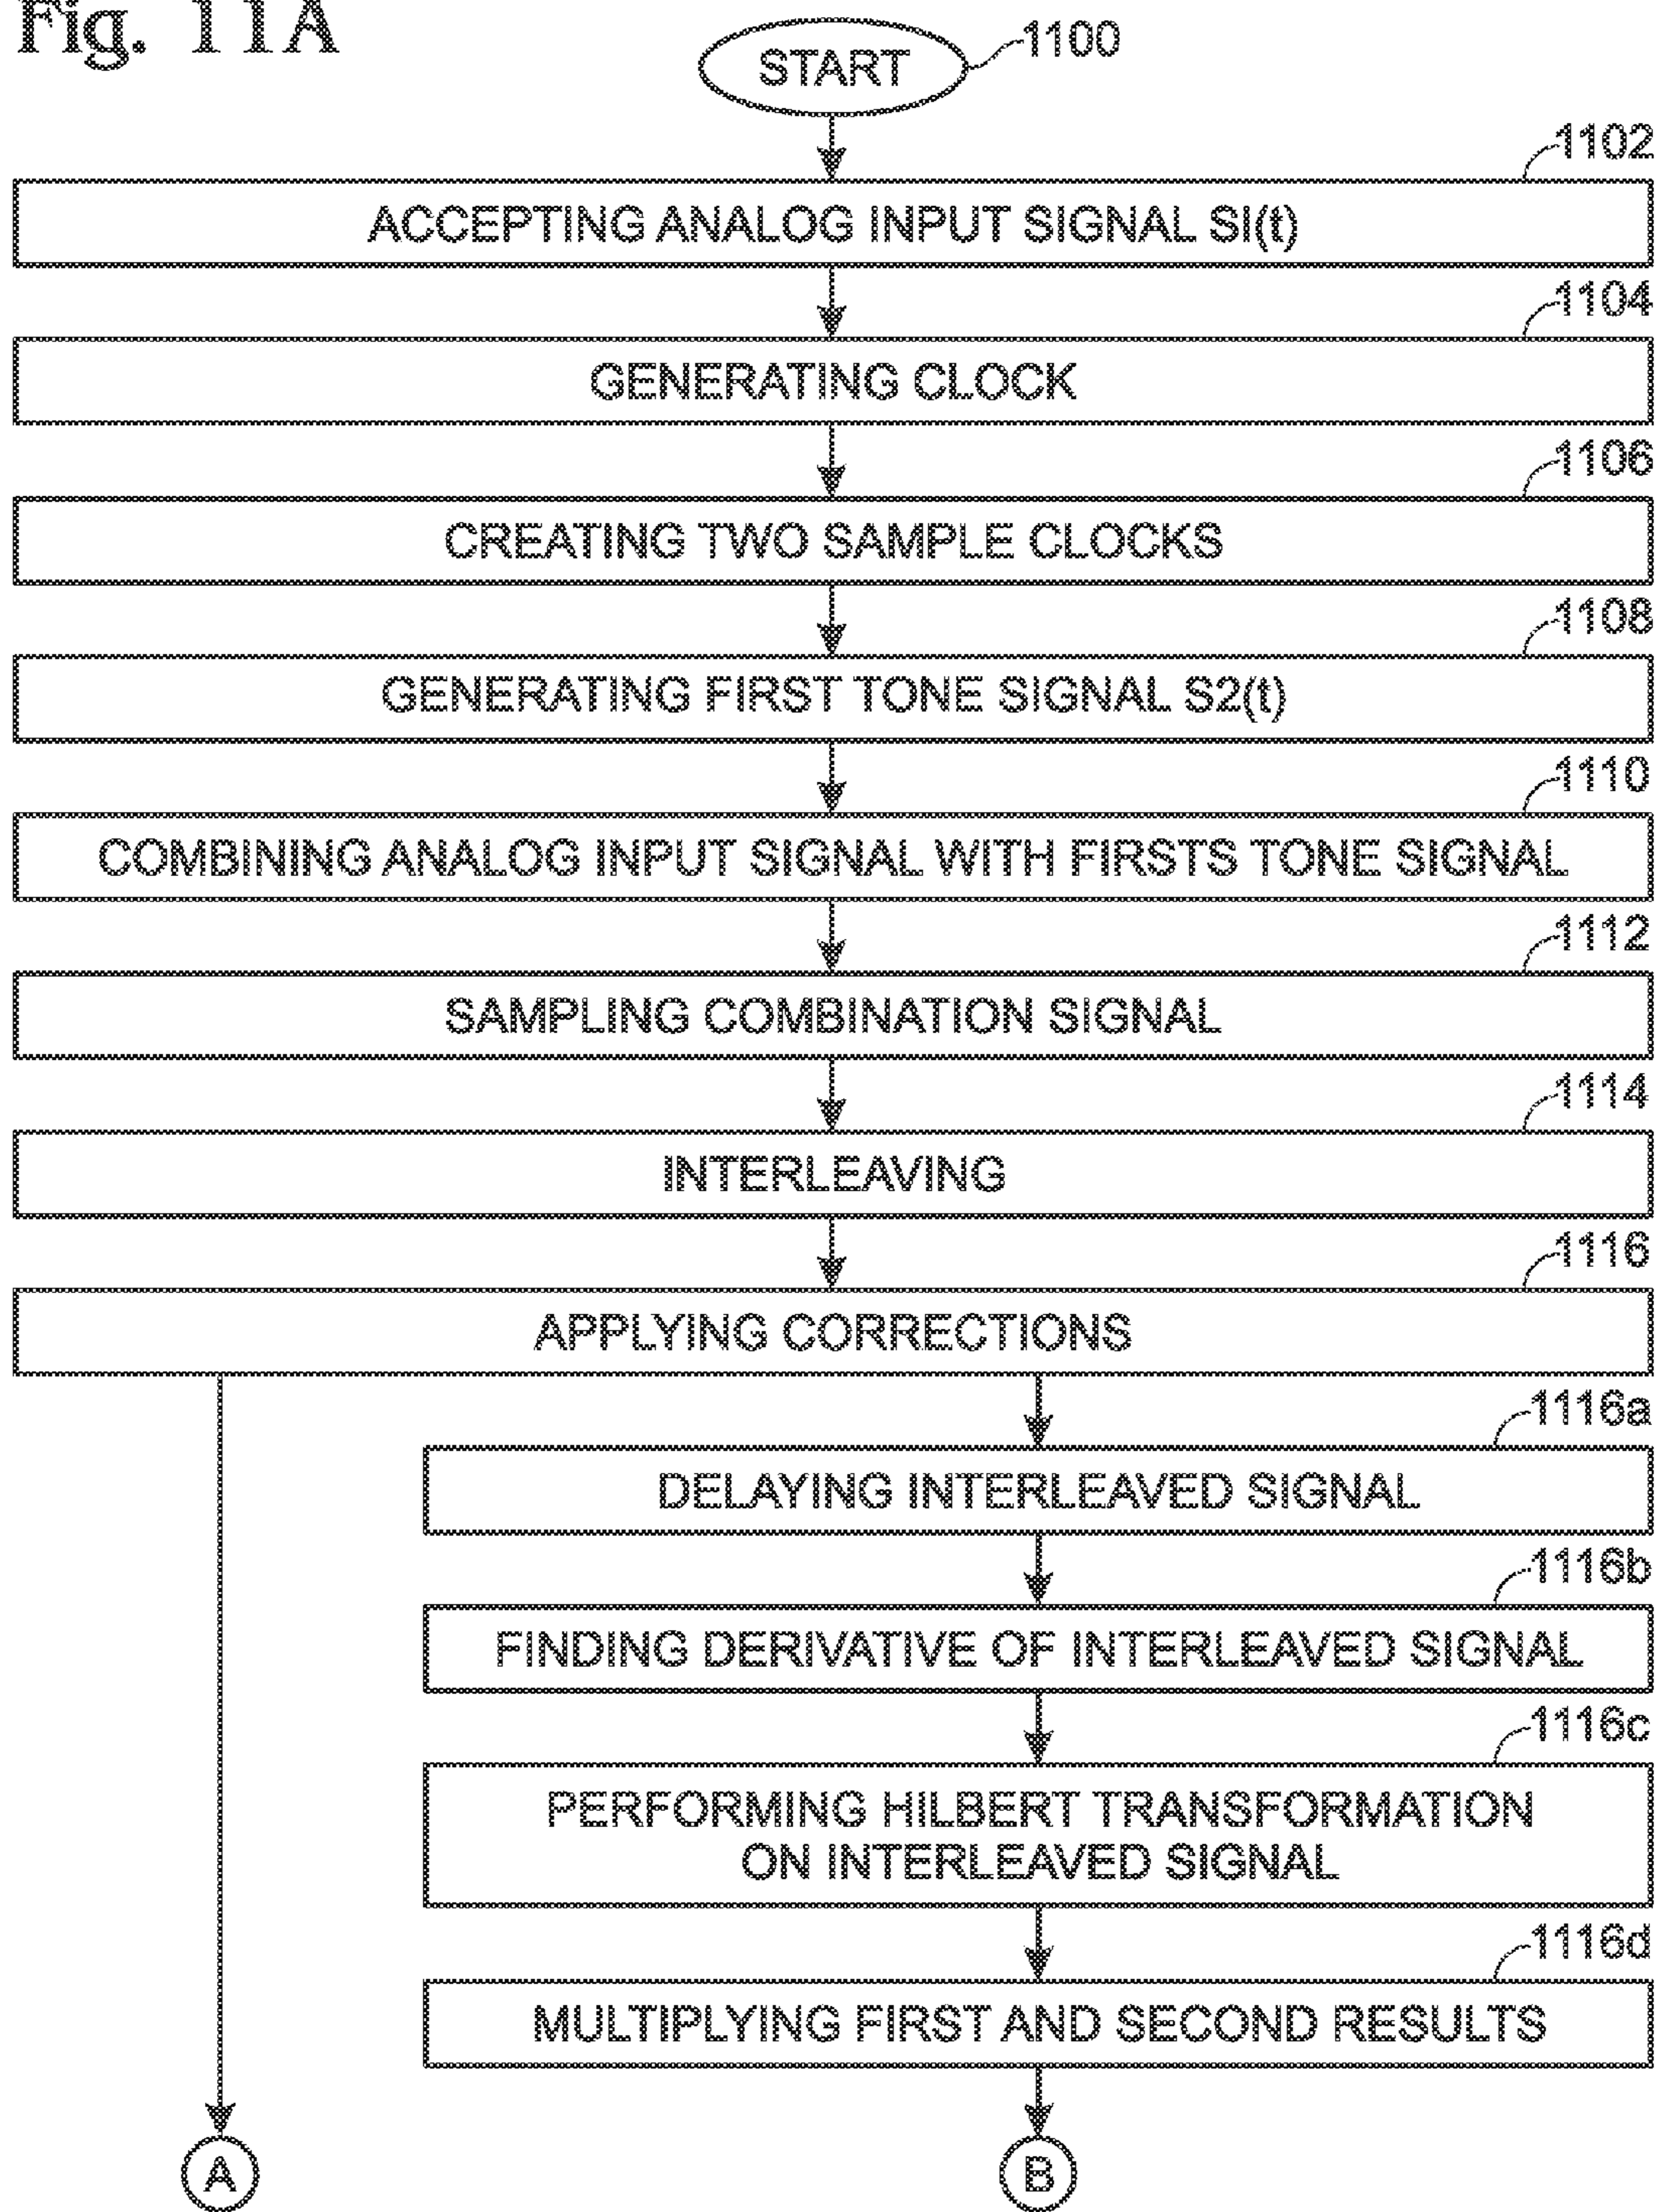 Fig. 11A
START
1100
1102
ACCEPTING ANALOG INPUT SIGNAL SI(t)
1104
GENERATING CLOCK
1106
CREATING TWO SAMPLE CLOCKS
1108
GENERATING FIRST TONE SIGNAL S2(t)
1110
COMBINING ANALOG INPUT SIGNAL WITH FIRSTS TONE SIGNAL
1112
SAMPLING COMBINATION SIGNAL
1114
INTERLEAVING
1116
APPLYING CORRECTIONS
1116a
DELAYING INTERLEAVED SIGNAL
1116b
FINDING DERIVATIVE OF INTERLEAVED SIGNAL
1116c
PERFORMING HILBERT TRANSFORMATION
ON INTERLEAVED SIGNAL
1116d
MULTIPLYING FIRST AND SECOND RESULTS
A
B